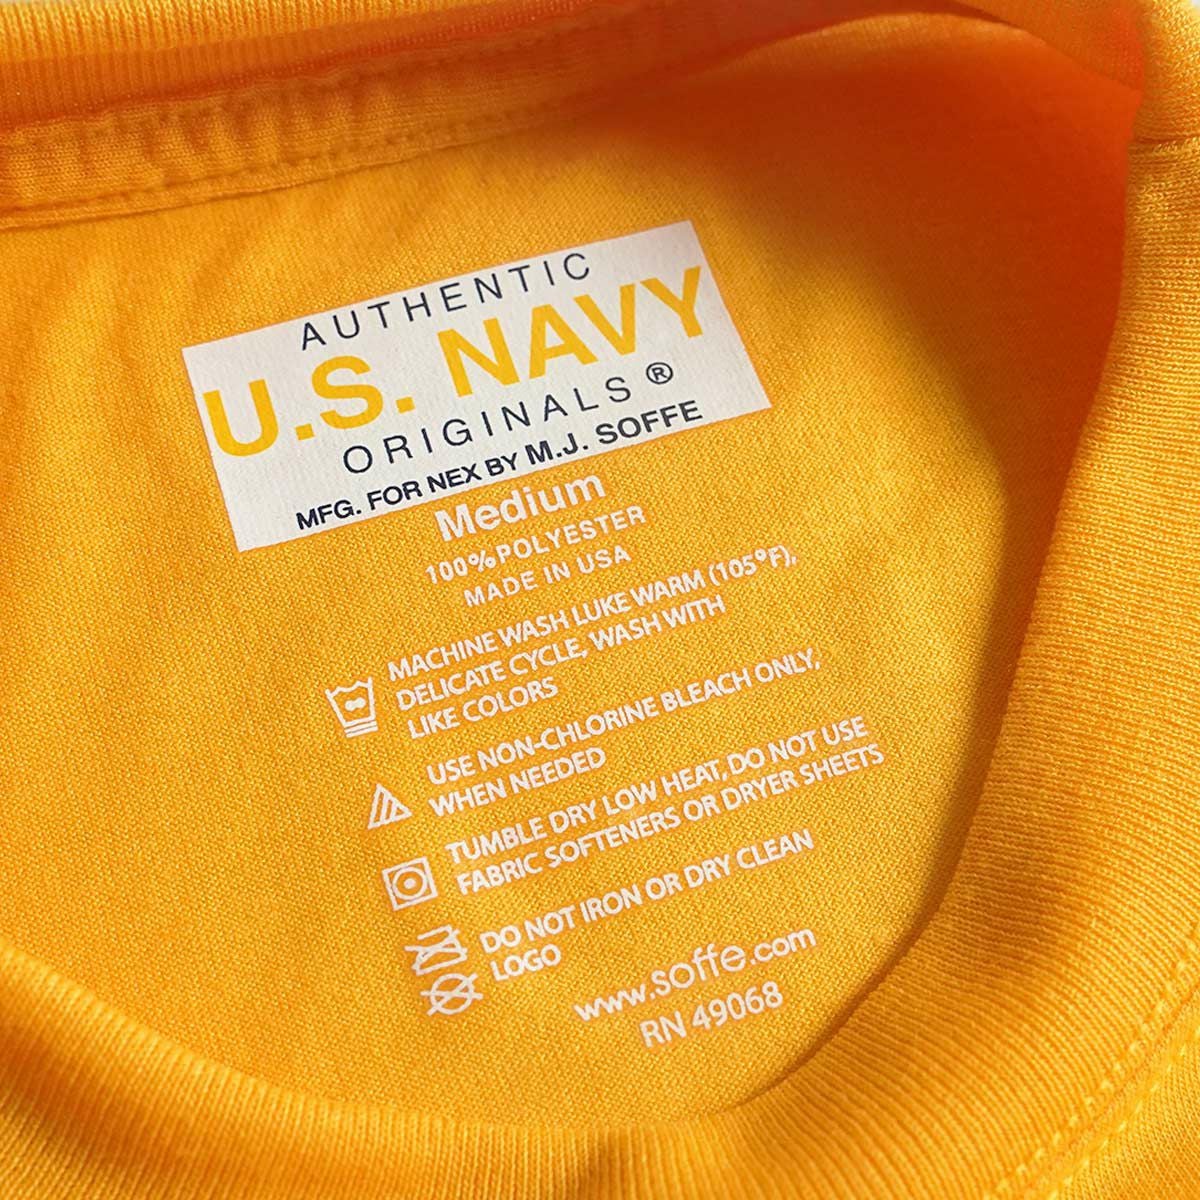 AUTHENTIC
U.S. NAVY
ORIGINALS ®
MFG. FOR NEX BY M.J. SOFFE
Medium
100%POLYESTER
MADE IN USA
MACHINE WASH LUKE WARM (105°F),
DELICATE CYCLE, WASH WITH
LIKE COLORS
USE NON-CHLORINE BLEACH ONLY,
WHEN NEEDED
TUMBLE DRY LOW HEAT, DO NOT USE
FABRIC SOFTENERS OR DRYER SHEETS
DO NOT IRON OR DRY CLEAN
LOGO
www.soffe.com
RN 49068